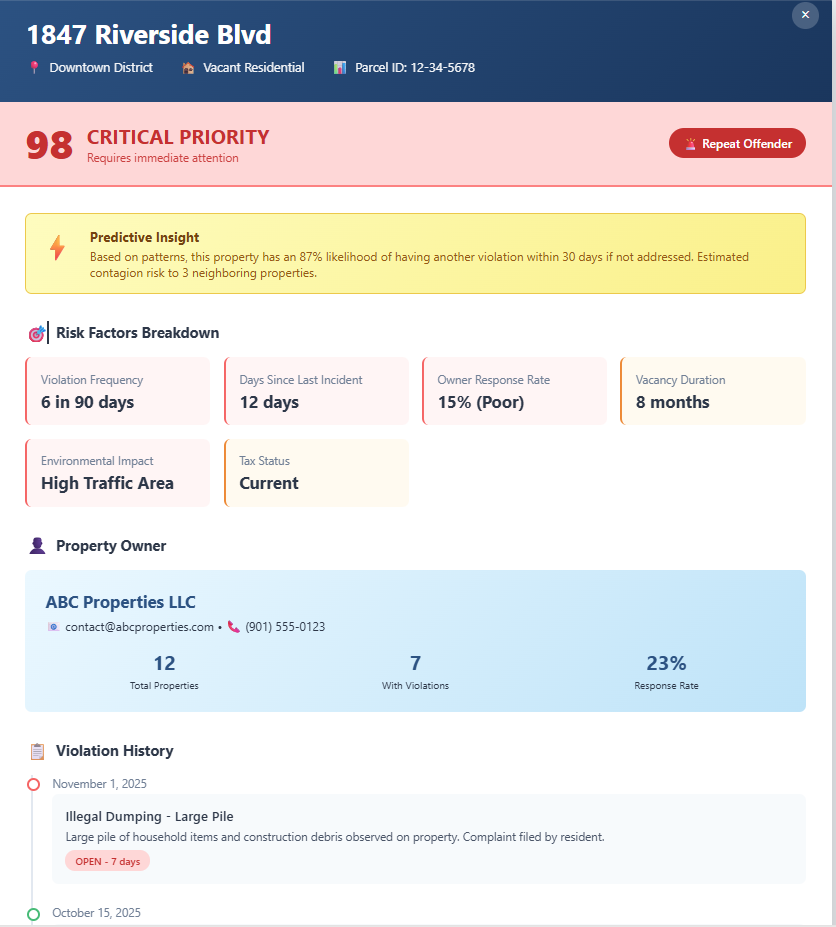 1847 Riverside Blvd
×
Downtown District Vacant Residential Parcel ID: 12-34-5678
98
CRITICAL PRIORITY
Requires immediate attention
Repeat Offender
Predictive Insight
Based on patterns, this property has an 87% likelihood of having another violation within 30 days if not addressed. Estimated
contagion risk to 3 neighboring properties.
Risk Factors Breakdown
Violation Frequency
6 in 90 days
Days Since Last Incident
12 days
Owner Response Rate
15% (Poor)
Vacancy Duration
8 months
Environmental Impact
High Traffic Area
Tax Status
Current
Property Owner
ABC Properties LLC
contact@abcproperties.com • (901) 555-0123
12
Total Properties
7
With Violations
23%
Response Rate
Violation History
November 1, 2025
Illegal Dumping - Large Pile
Large pile of household items and construction debris observed on property. Complaint filed by resident.
OPEN - 7 days
October 15, 2025